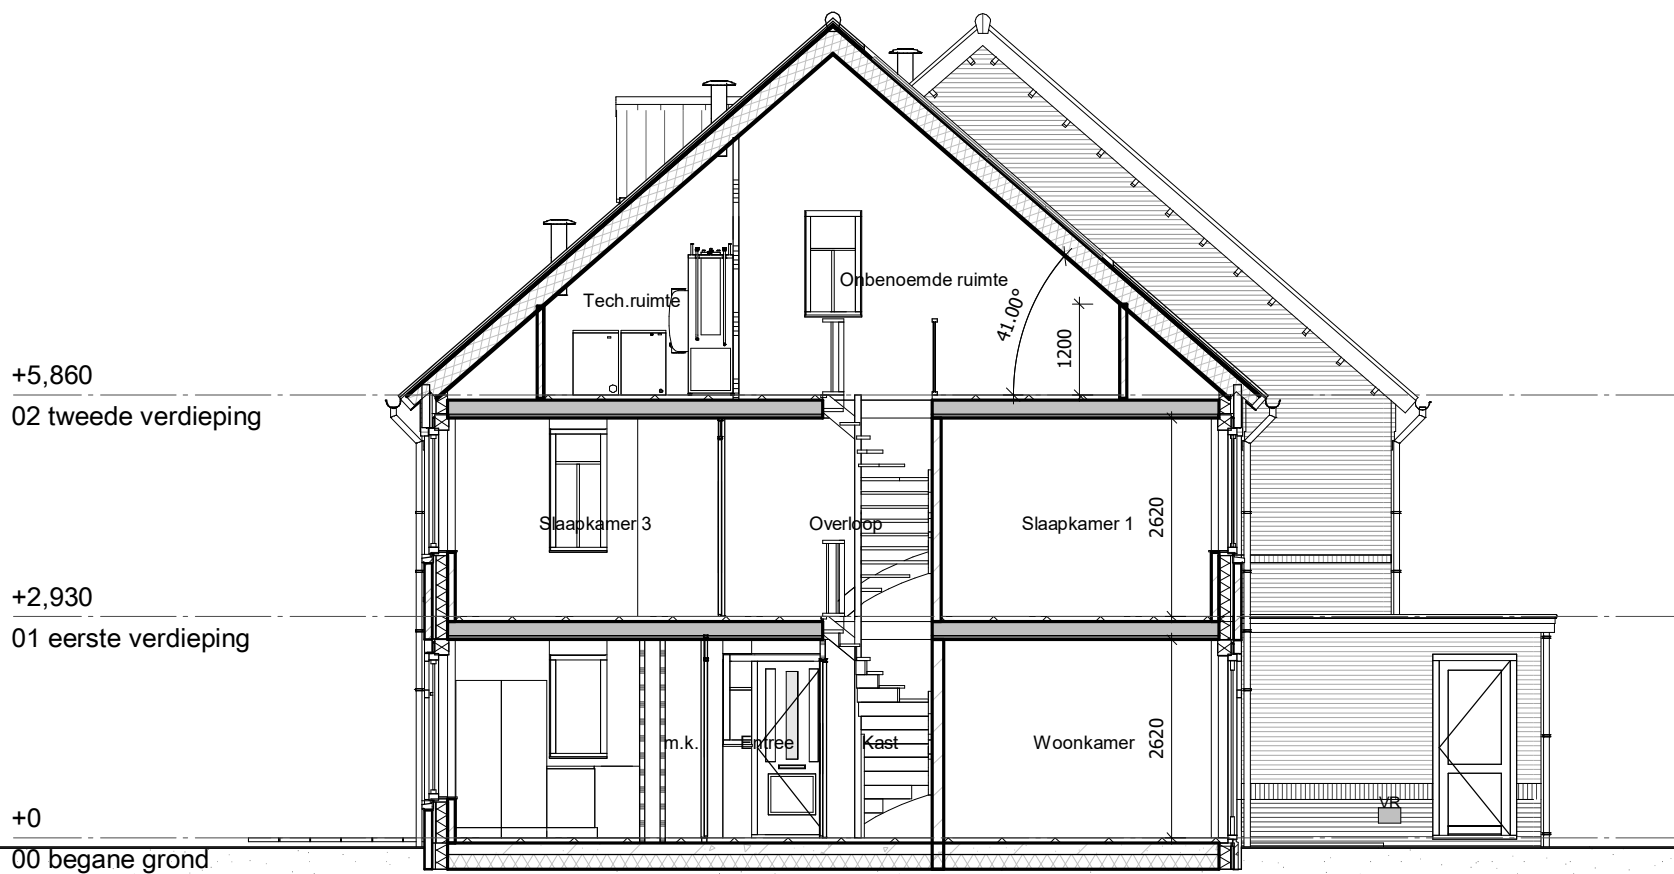 Tech.ruimte
Onbenoemde ruimte
41.00°
1200
+5,860
02 tweede verdieping
Slaapkamer 3
Overloop
Slaapkamer 1
2620
+2,930
01 eerste verdieping
m.k.
Entree
Kast
Woonkamer
2620
VR
+0
00 begane grond